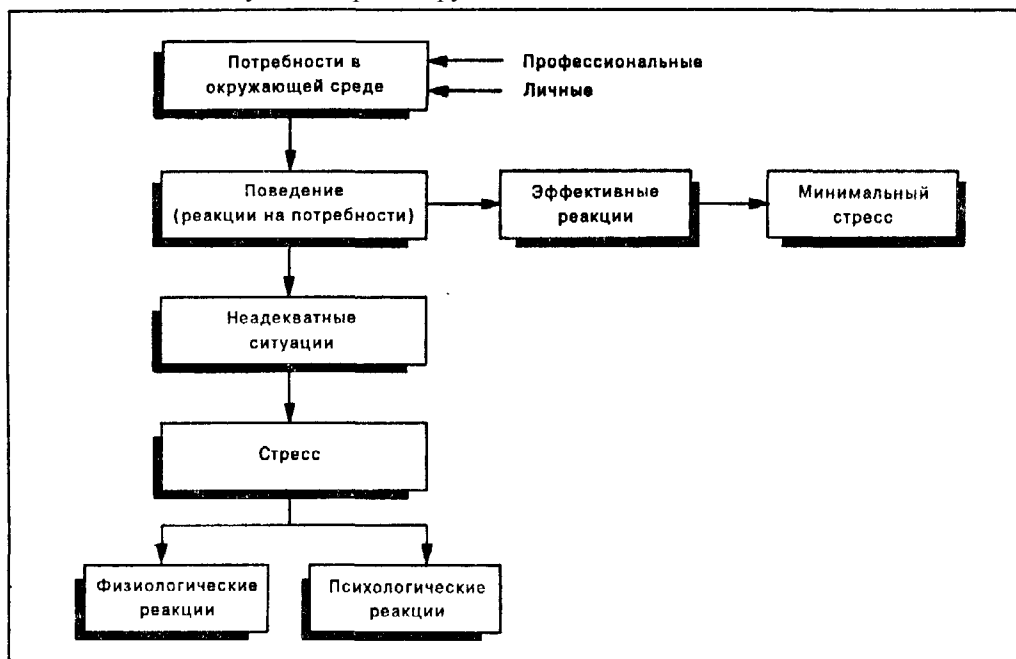 Потребности в
окружающей среде
Профессиональные
Личные
Поведение
(реакции на потребности)
Эффективные
реакции
Минимальный
стресс
Неадекватные
ситуации
Стресс
Физиологические
реакции
Психологические
реакции